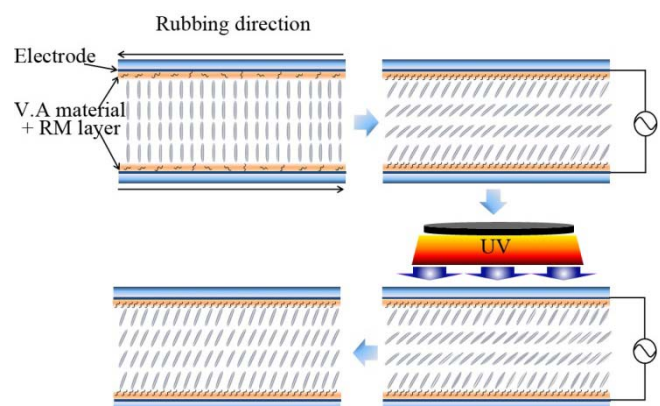 Rubbing direction
Electrode
V.A material
+ RM layer
UV